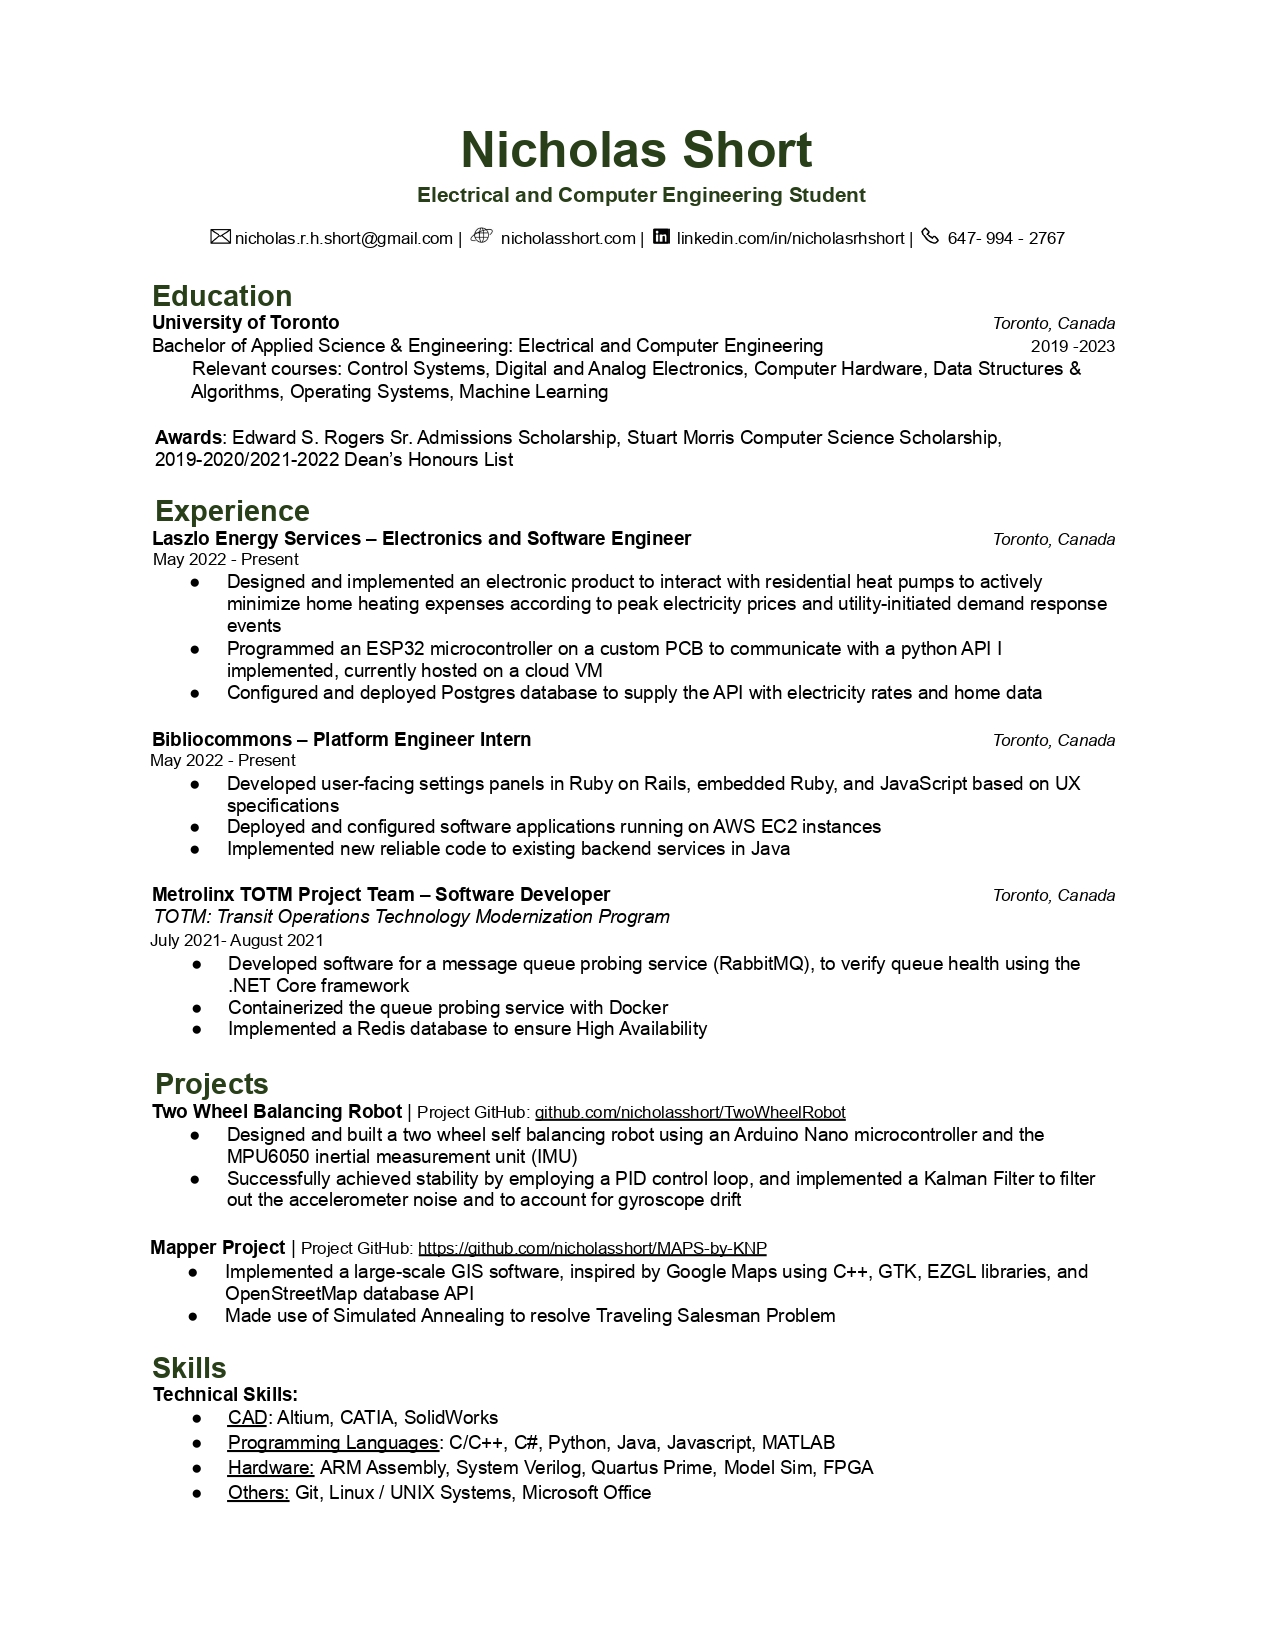 Nicholas Short
Electrical and Computer Engineering Student
nicholas.r.h.short@gmail.com | nicholasshort.com | linkedin.com/in/nicholasrhshort | 647- 994 - 2767
Education
University of Toronto Toronto, Canada
Bachelor of Applied Science & Engineering: Electrical and Computer Engineering 2019 -2023
Relevant courses: Control Systems, Digital and Analog Electronics, Computer Hardware, Data Structures &
Algorithms, Operating Systems, Machine Learning
Awards: Edward S. Rogers Sr. Admissions Scholarship, Stuart Morris Computer Science Scholarship,
2019-2020/2021-2022 Dean’s Honours List
Experience
Laszlo Energy Services – Electronics and Software Engineer Toronto, Canada
May 2022 - Present
● Designed and implemented an electronic product to interact with residential heat pumps to actively
minimize home heating expenses according to peak electricity prices and utility-initiated demand response
events
● Programmed an ESP32 microcontroller on a custom PCB to communicate with a python API I
implemented, currently hosted on a cloud VM
● Configured and deployed Postgres database to supply the API with electricity rates and home data
Bibliocommons – Platform Engineer Intern Toronto, Canada
May 2022 - Present
● Developed user-facing settings panels in Ruby on Rails, embedded Ruby, and JavaScript based on UX
specifications
● Deployed and configured software applications running on AWS EC2 instances
● Implemented new reliable code to existing backend services in Java
Metrolinx TOTM Project Team – Software Developer Toronto, Canada
TOTM: Transit Operations Technology Modernization Program
July 2021- August 2021
● Developed software for a message queue probing service (RabbitMQ), to verify queue health using the
.NET Core framework
● Containerized the queue probing service with Docker
● Implemented a Redis database to ensure High Availability
Projects
Two Wheel Balancing Robot | Project GitHub: github.com/nicholasshort/TwoWheelRobot
● Designed and built a two wheel self balancing robot using an Arduino Nano microcontroller and the
MPU6050 inertial measurement unit (IMU)
● Successfully achieved stability by employing a PID control loop, and implemented a Kalman Filter to filter
out the accelerometer noise and to account for gyroscope drift
Mapper Project | Project GitHub: https://github.com/nicholasshort/MAPS-by-KNP
● Implemented a large-scale GIS software, inspired by Google Maps using C++, GTK, EZGL libraries, and
OpenStreetMap database API
● Made use of Simulated Annealing to resolve Traveling Salesman Problem
Skills
Technical Skills:
● CAD: Altium, CATIA, SolidWorks
● Programming Languages: C/C++, C#, Python, Java, Javascript, MATLAB
● Hardware: ARM Assembly, System Verilog, Quartus Prime, Model Sim, FPGA
● Others: Git, Linux / UNIX Systems, Microsoft Office